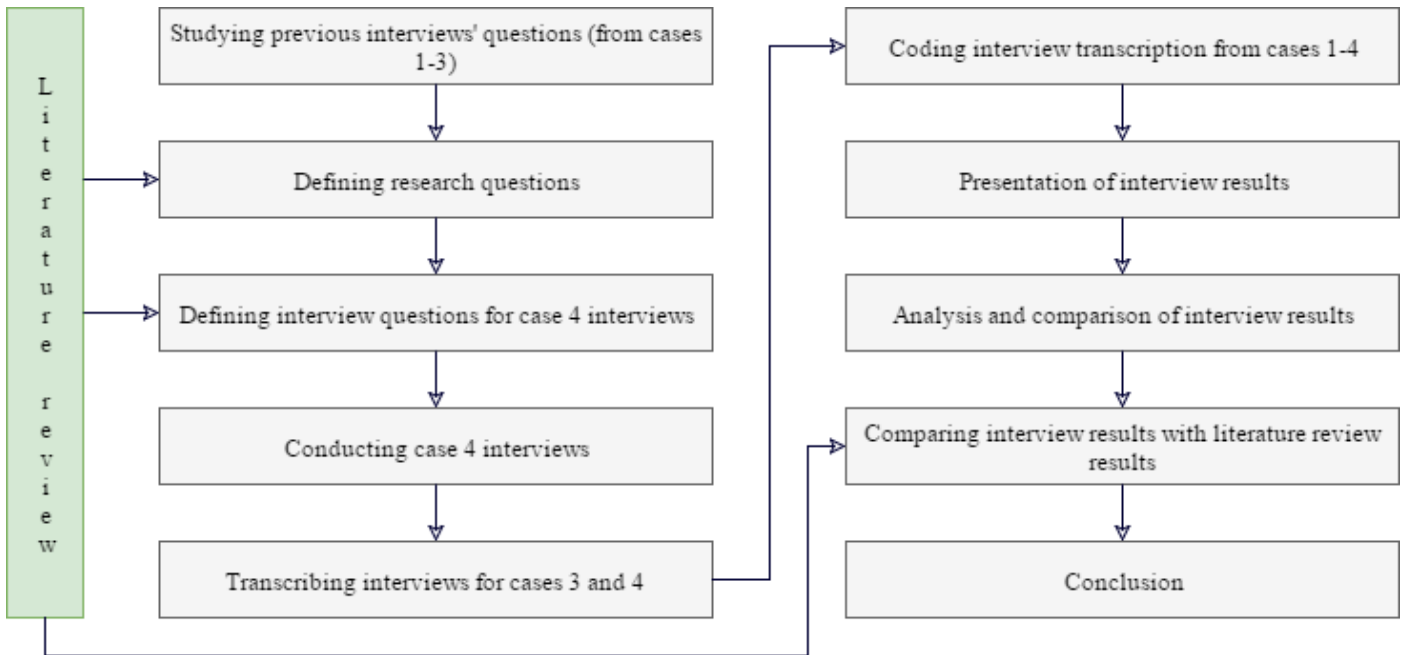 Literature review
Studying previous interviews' questions (from cases
1-3)
Defining research questions
Defining interview questions for case 4 interviews
Conducting case 4 interviews
Transcribing interviews for cases 3 and 4
Coding interview transcription from cases 1-4
Presentation of interview results
Analysis and comparison of interview results
Comparing interview results with literature review
results
Conclusion